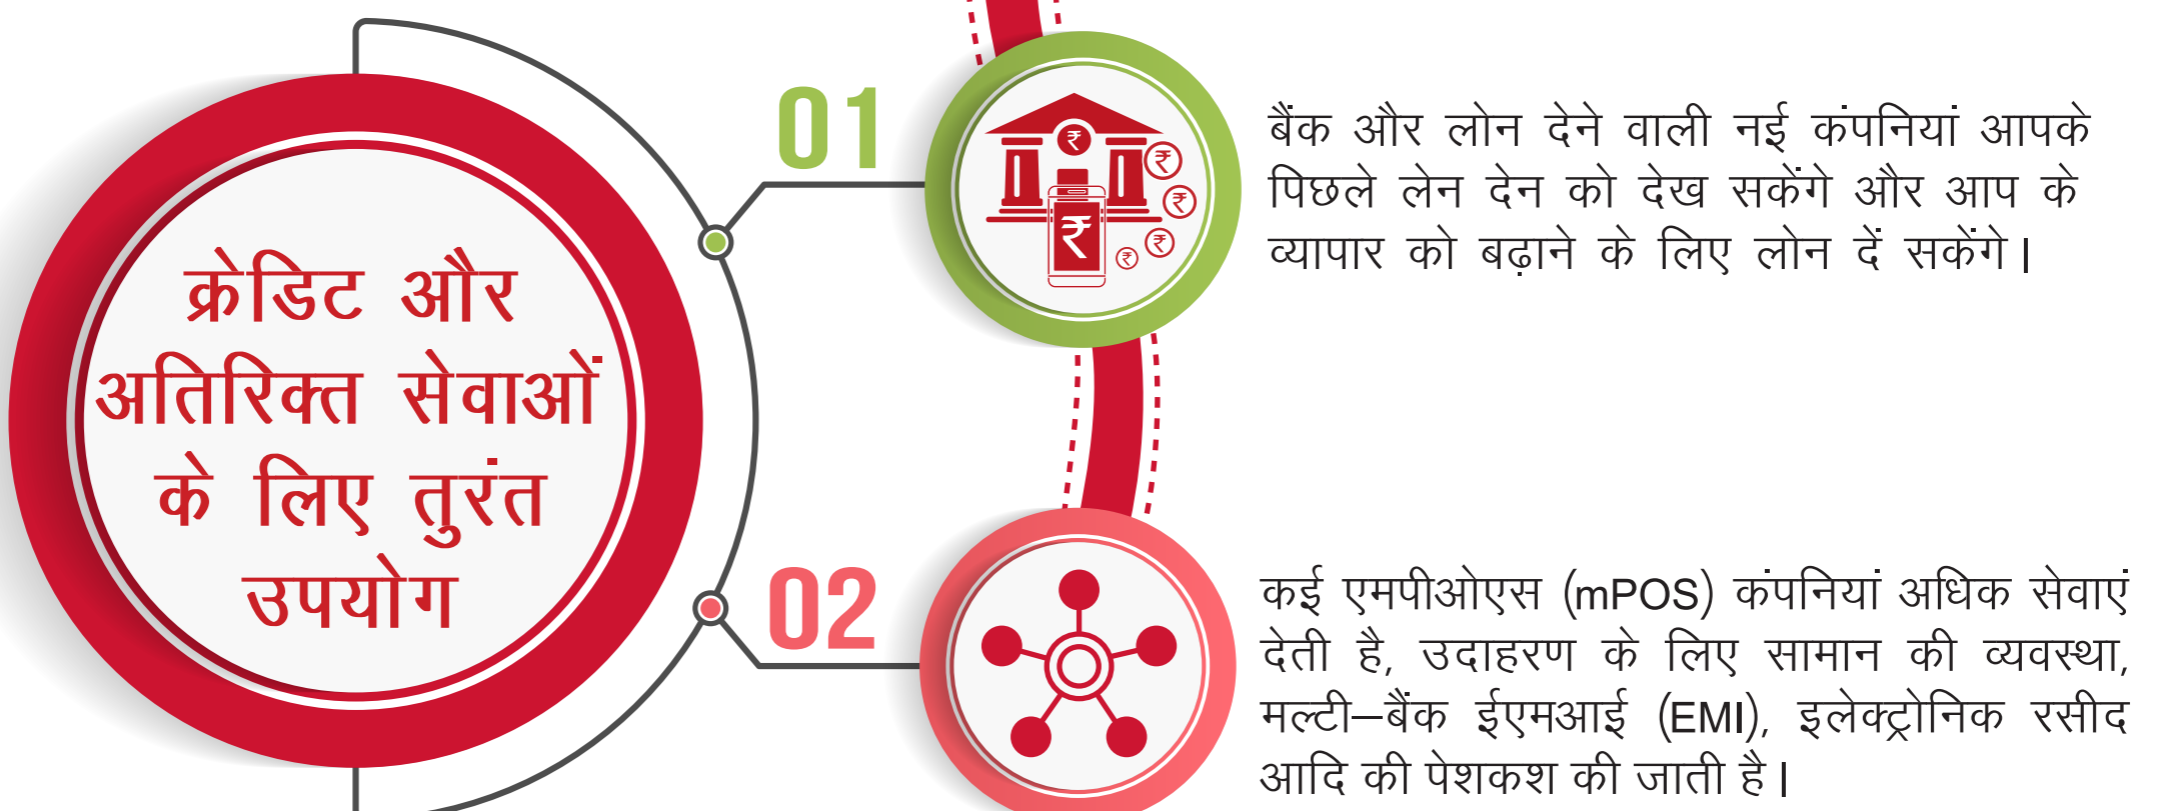 क्रेडिट और
अतिरिक्त सेवाओं
के लिए तुरंत
उपयोग
01
बैंक और लोन देने वाली नई कंपनियां आपके
पिछले लेन देन को देख सकेंगे और आप के
व्यापार को बढ़ाने के लिए लोन दें सकेंगे।
02
कई एमपीओएस (mPOS) कंपनियां अधिक सेवाएं
देती है, उदाहरण के लिए सामान की व्यवस्था,
मल्टी–बैंक ईएमआई (EMI), इलेक्ट्रोनिक रसीद
आदि की पेशकश की जाती है।